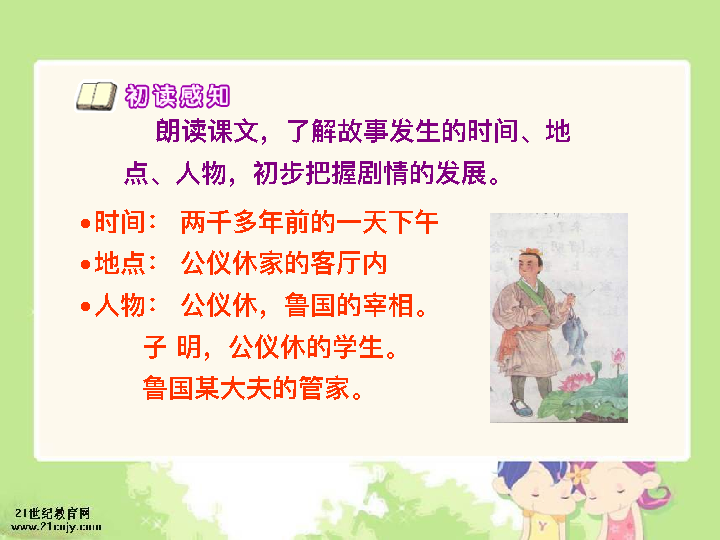 初读感知
朗读课文，了解故事发生的时间、地
点、人物，初步把握剧情的发展。
•时间： 两千多年前的一天下午
•地点： 公仪休家的客厅内
•人物： 公仪休，鲁国的宰相。
子 明，公仪休的学生。
鲁国某大夫的管家。
21世纪教育网
www.21cnjy.com